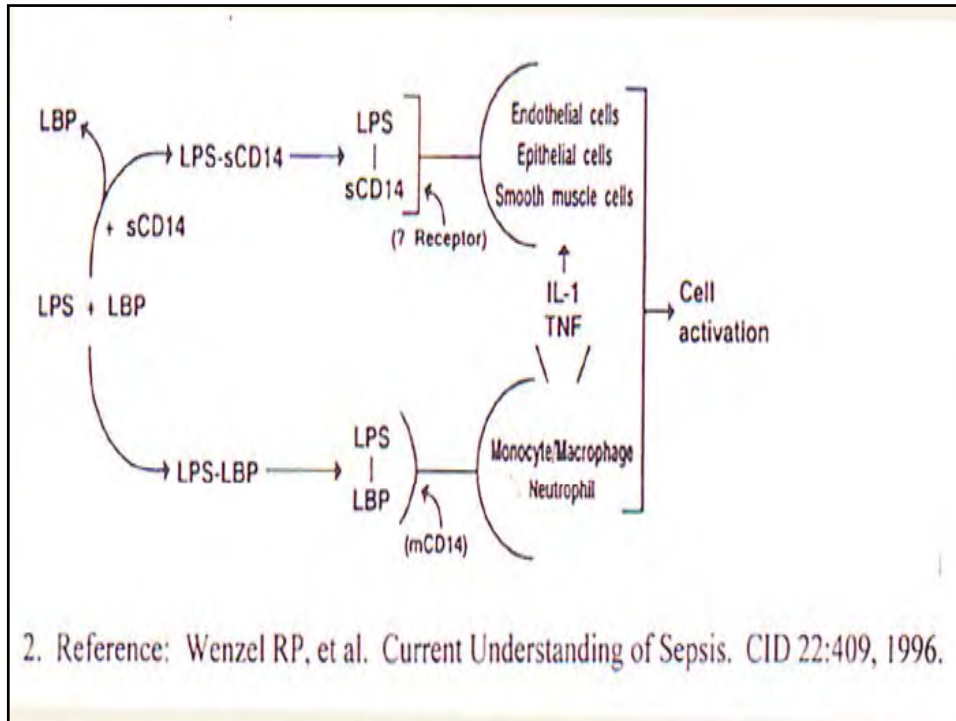 LBP
LPS-sCD14
LPS
|
sCD14
+ sCD14
(? Receptor)
Endothelial cells
Epithelial cells
Smooth muscle cells
LPS + LBP
IL-1
TNF
Cell
activation
LPS-LBP
LPS
|
LBP
(mCD14)
Monocyte/Macrophage
Neutrophil
2. Reference: Wenzel RP, et al. Current Understanding of Sepsis. CID 22:409, 1996.